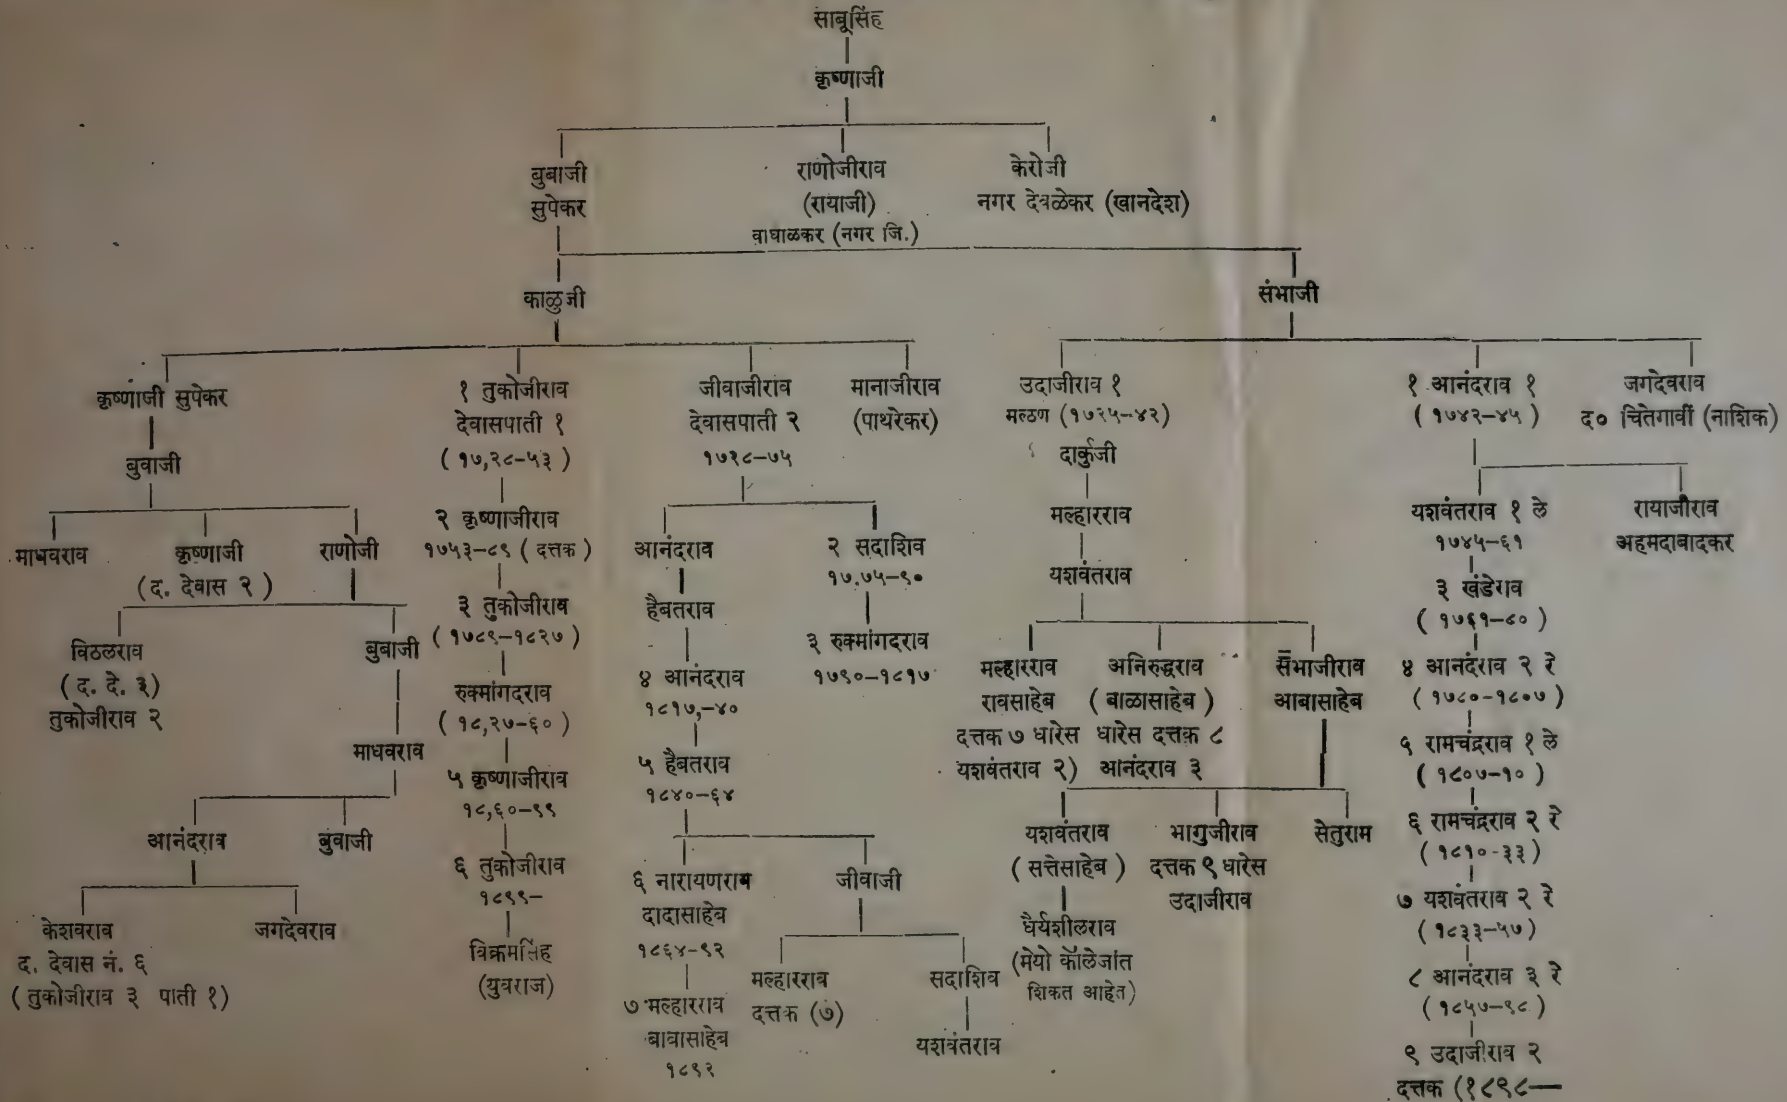 साबूसिंह
कृष्णाजी
बुबाजी
सुपेकर
राणोजीराव
(रायाजी)
वाघाळकर (नगर जि.)
केरोजी
नगर देवळेकर (खानदेश)
काळुजी
संभाजी
कृष्णाजी सुपेकर
बुवाजी
माधवराव
कृष्णाजी
(द. देवास २)
राणोजी
विठलराव
(द. दे. ३)
तुकोजीराव २
बुवाजी
माधवराव
आनंदराव
बुंवाजी
केशवराव
द. देवास नं. ६
(तुकोजीराव ३ पाती १)
जगदेवराव
१ तुकोजीराव
देवासपाती १
(१७,२८-५३)
२ कृष्णाजीराव
१७५३-८९ (दत्तक)
३ तुकोजीराव
(१७८९-१८२७)
रुक्मांगदराव
(१८,२७-६०)
५ कृष्णाजीराव
१८,६०-९९
६ तुकोजीराव
१८९९-
विक्रमसिंह
(युवराज)
जीवाजीराव
देवासपाती २
१७२८-७५
आनंदराव
हैबतराव
४ आनंदराव
१८१७,-४०
५ हैबतराव
१८४०-६४
२ सदाशिव
१७.७५-९०
३ रुक्मांगदराव
१७९०-१८१७
६ नारायणराव
दादासाहेब
१८६४-९२
७ मल्हारराव
बाबासाहेब
१८९२
जीवाजी
मल्हारराव
दत्तक (७)
सदाशिव
यशवंतराव
मानाजीराव
(पाथरेकर)
उदाजीराव १
मल्ठण (१७२५-४२)
दार्कुजी
मल्हारराव
यशवंतराव
मल्हारराव
रावसाहेब
दत्तक ७ धारेस
यशवंतराव २)
अनिरुद्धराव
(बाळासाहेब)
धारेस दत्तक ८
आनंदराव ३
संभाजीराव
आबासाहेब
यशवंतराव
(सत्तेसाहेब)
धैर्यशीलराव
(मेयो कॉलेजांत
शिकत आहेत)
भागुजीराव
दत्तक ९ धारेस
उदाजीराव
सेतुराम
१ आनंदराव १
(१७४२-४५)
यशवंतराव १ ले
१७४५-६१
३ खंडेराव
(१७६१-८०)
४ आनंदराव २ रे
(१७८०-१८०७)
५ रामचंद्रराव १ ले
(१८०७-१०)
६ रामचंद्रराव २ रे
(१८१०-३३)
७ यशवंतराव २ रे
(१८३३-५७)
८ आनंदराव ३ रे
(१८५७-९८)
९ उदाजीराव २
दत्तक (१८९८—
रायाजीराव
अहमदाबादकर
जगदेवराव
द० चितेगावीं (नाशिक)